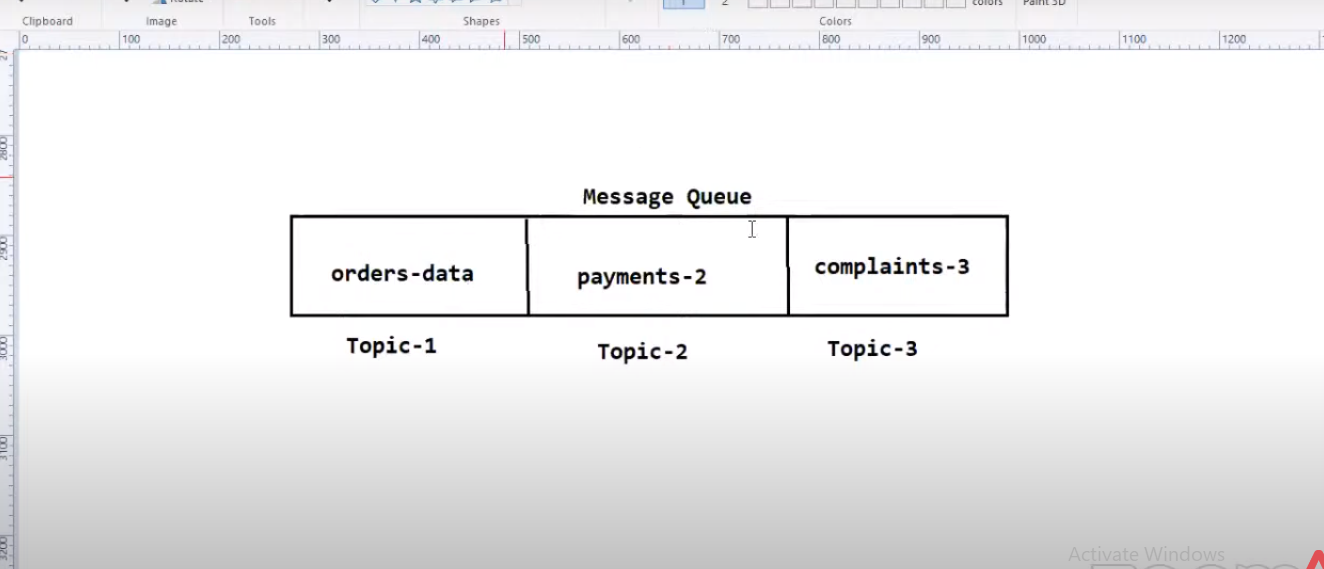 colors
Paint 3D
1
2
Clipboard
Image
Tools
Shapes
Colors
0 100 200 300 400 500 600 700 800 900 1000 1100 1200
2800
2900
3000
3100
3200
Message Queue
orders-data payments-2 complaints-3
Topic-1 Topic-2 Topic-3
Activate Windows